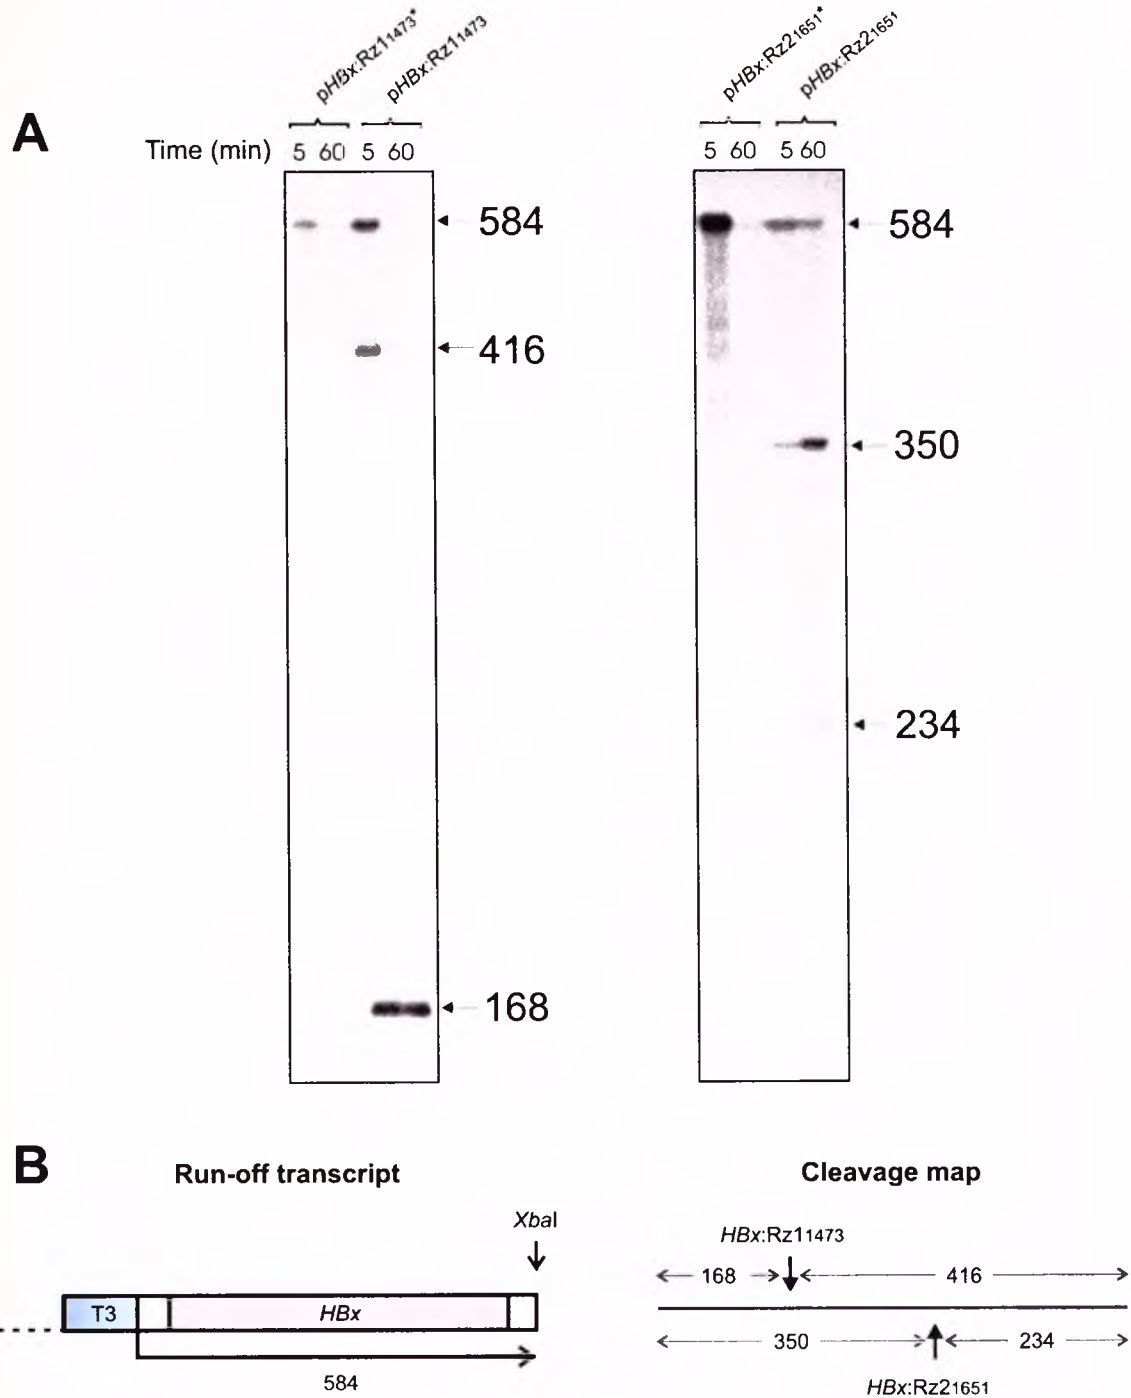 pHBx:Rz11473* pHBx:Rz11473
pHBx:Rz21651* pHBx:Rz21651
A
Time (min) 5 60 5 60
5 60 5 60
584
584
416
350
234
168
B
Run-off transcript
Cleavage map
XbaI
HBx:Rz11473
168 416
T3 HBx
350 234
584
HBx:Rz21651